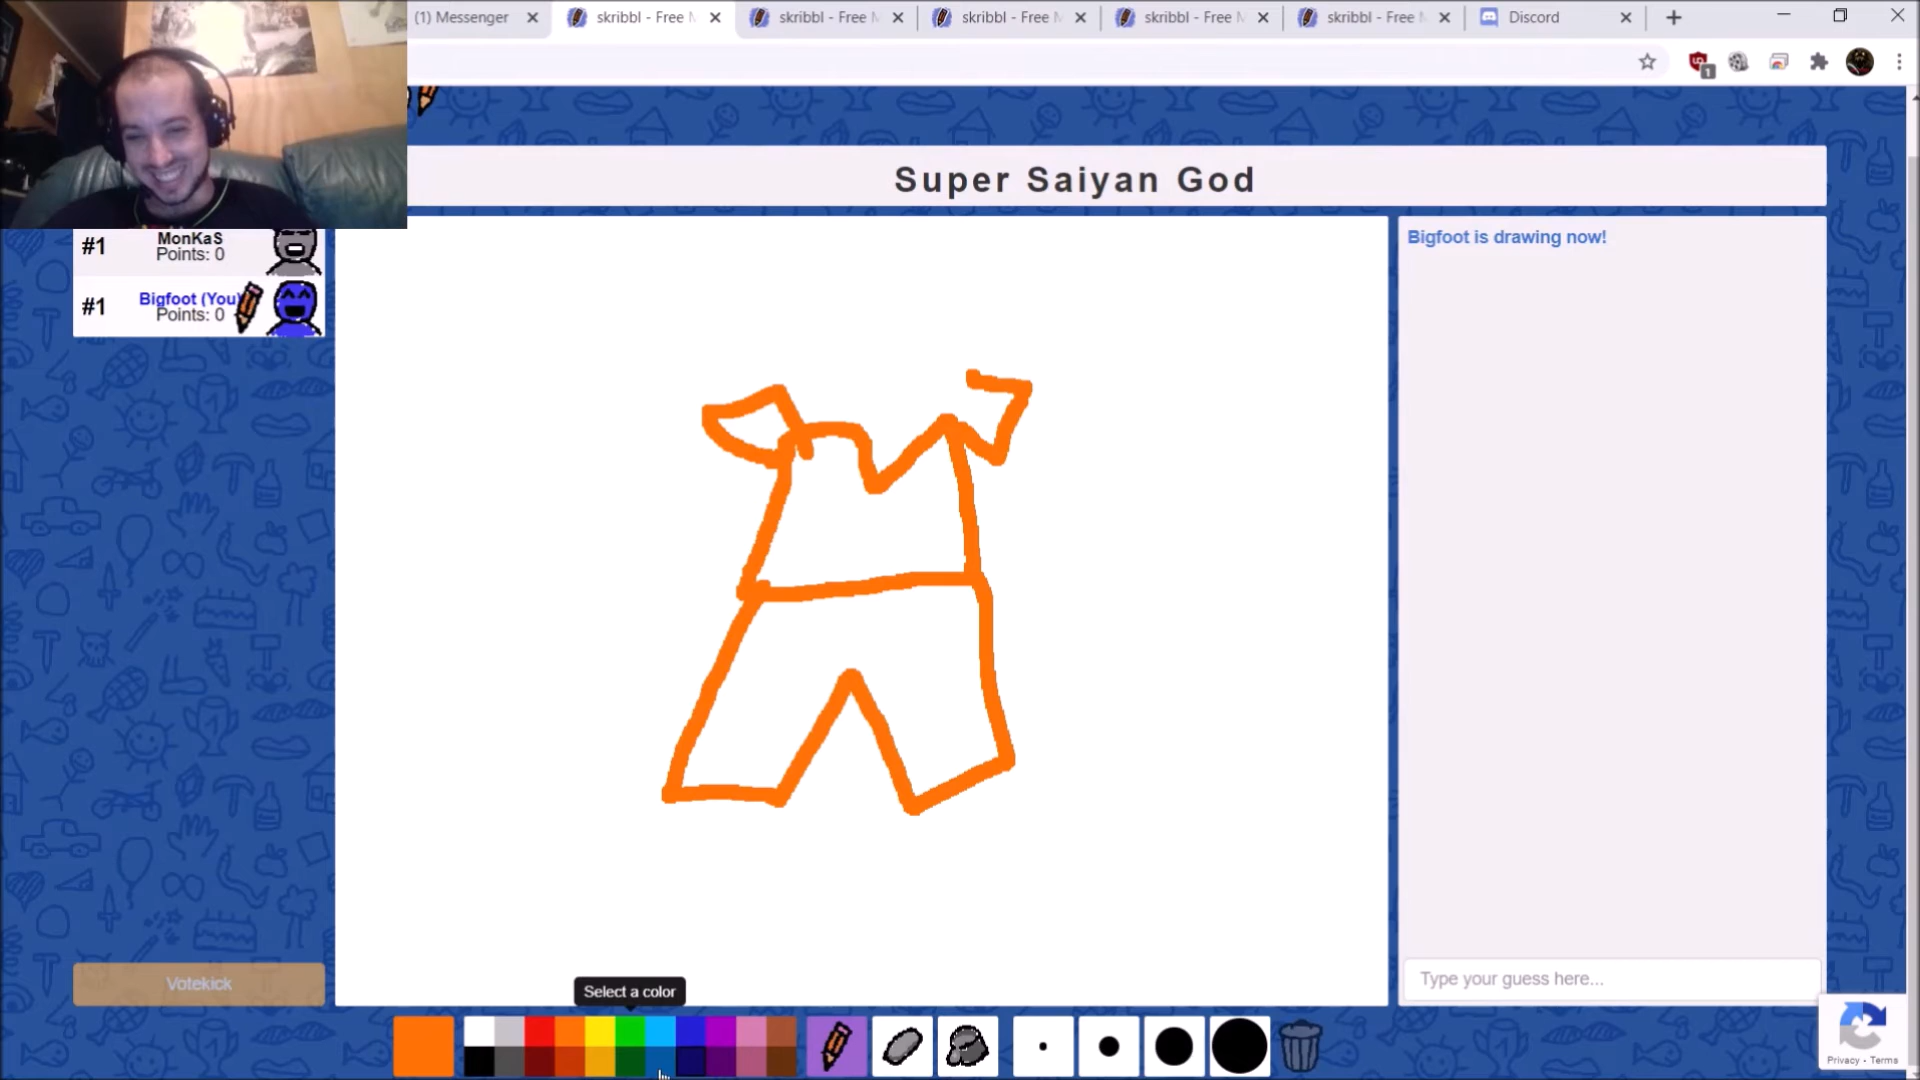 (1) Messenger
skribbl - Free M
skribbl - Free M
skribbl - Free M
skribbl - Free M
skribbl - Free M
Discord
1
Super Saiyan God
#1
MonKaS
Points: 0
#1
Bigfoot (You)
Points: 0
Bigfoot is drawing now!
Votekick
Select a color
Type your guess here...
Privacy - Terms